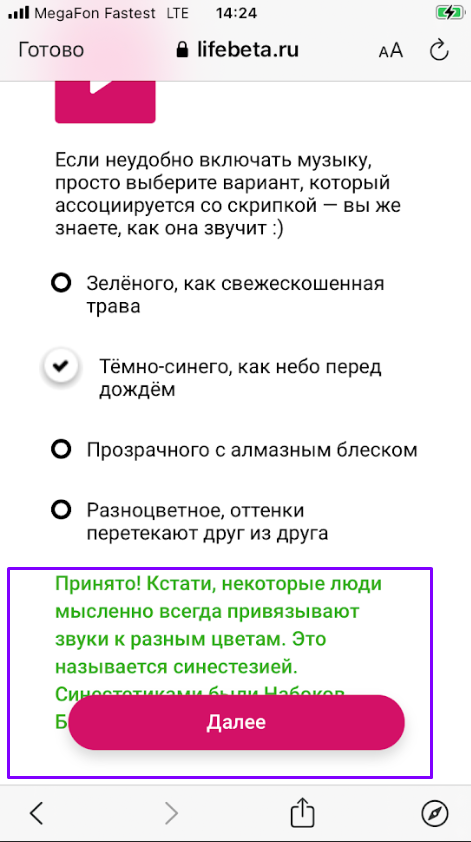 MegaFon Fastest LTE 14:24
Готово lifebeta.ru AA
Если неудобно включать музыку,
просто выберите вариант, который
ассоциируется со скрипкой — вы же
знаете, как она звучит :)
Зелёного, как свежескошенная
трава
Тёмно-синего, как небо перед
дождём
Прозрачного с алмазным блеском
Разноцветное, оттенки
перетекают друг из друга
Принято! Кстати, некоторые люди
мысленно всегда привязывают
звуки к разным цветам. Это
называется синестезией.
Синестетиками были Набоков,
Далее